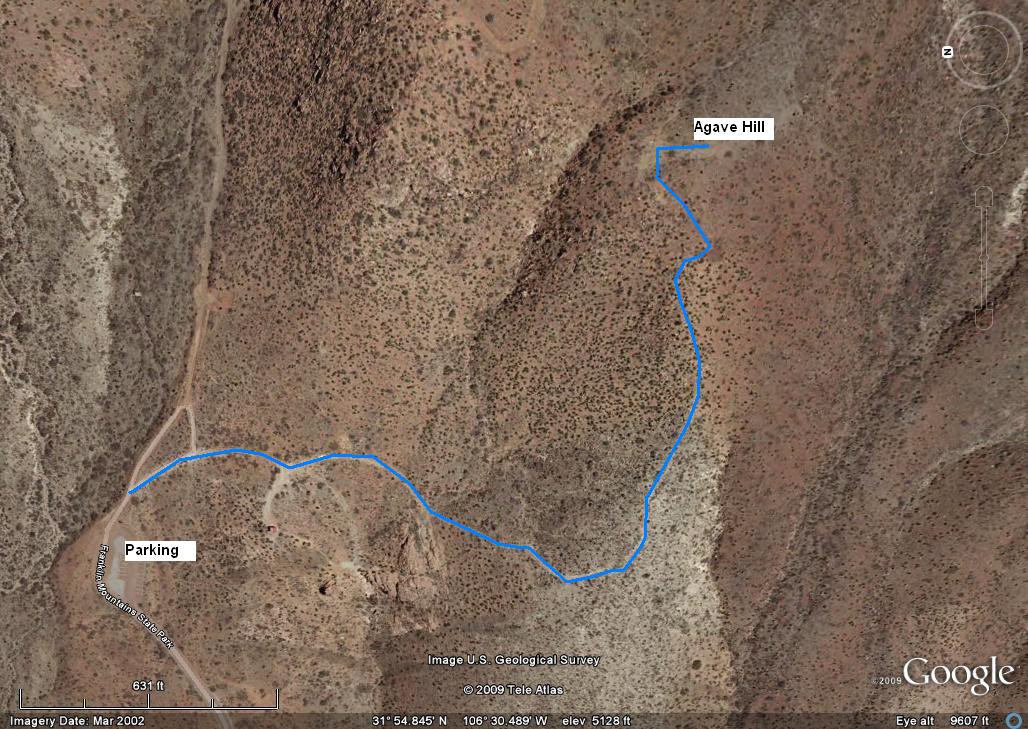 N
Agave Hill
Parking
Franklin Mountains State Park
Image U.S. Geological Survey
© 2009 Tele Atlas
©2009 Google
631 ft
Imagery Date: Mar 2002
31° 54.845' N 106° 30.489' W elev 5128 ft
Eye alt 9607 ft